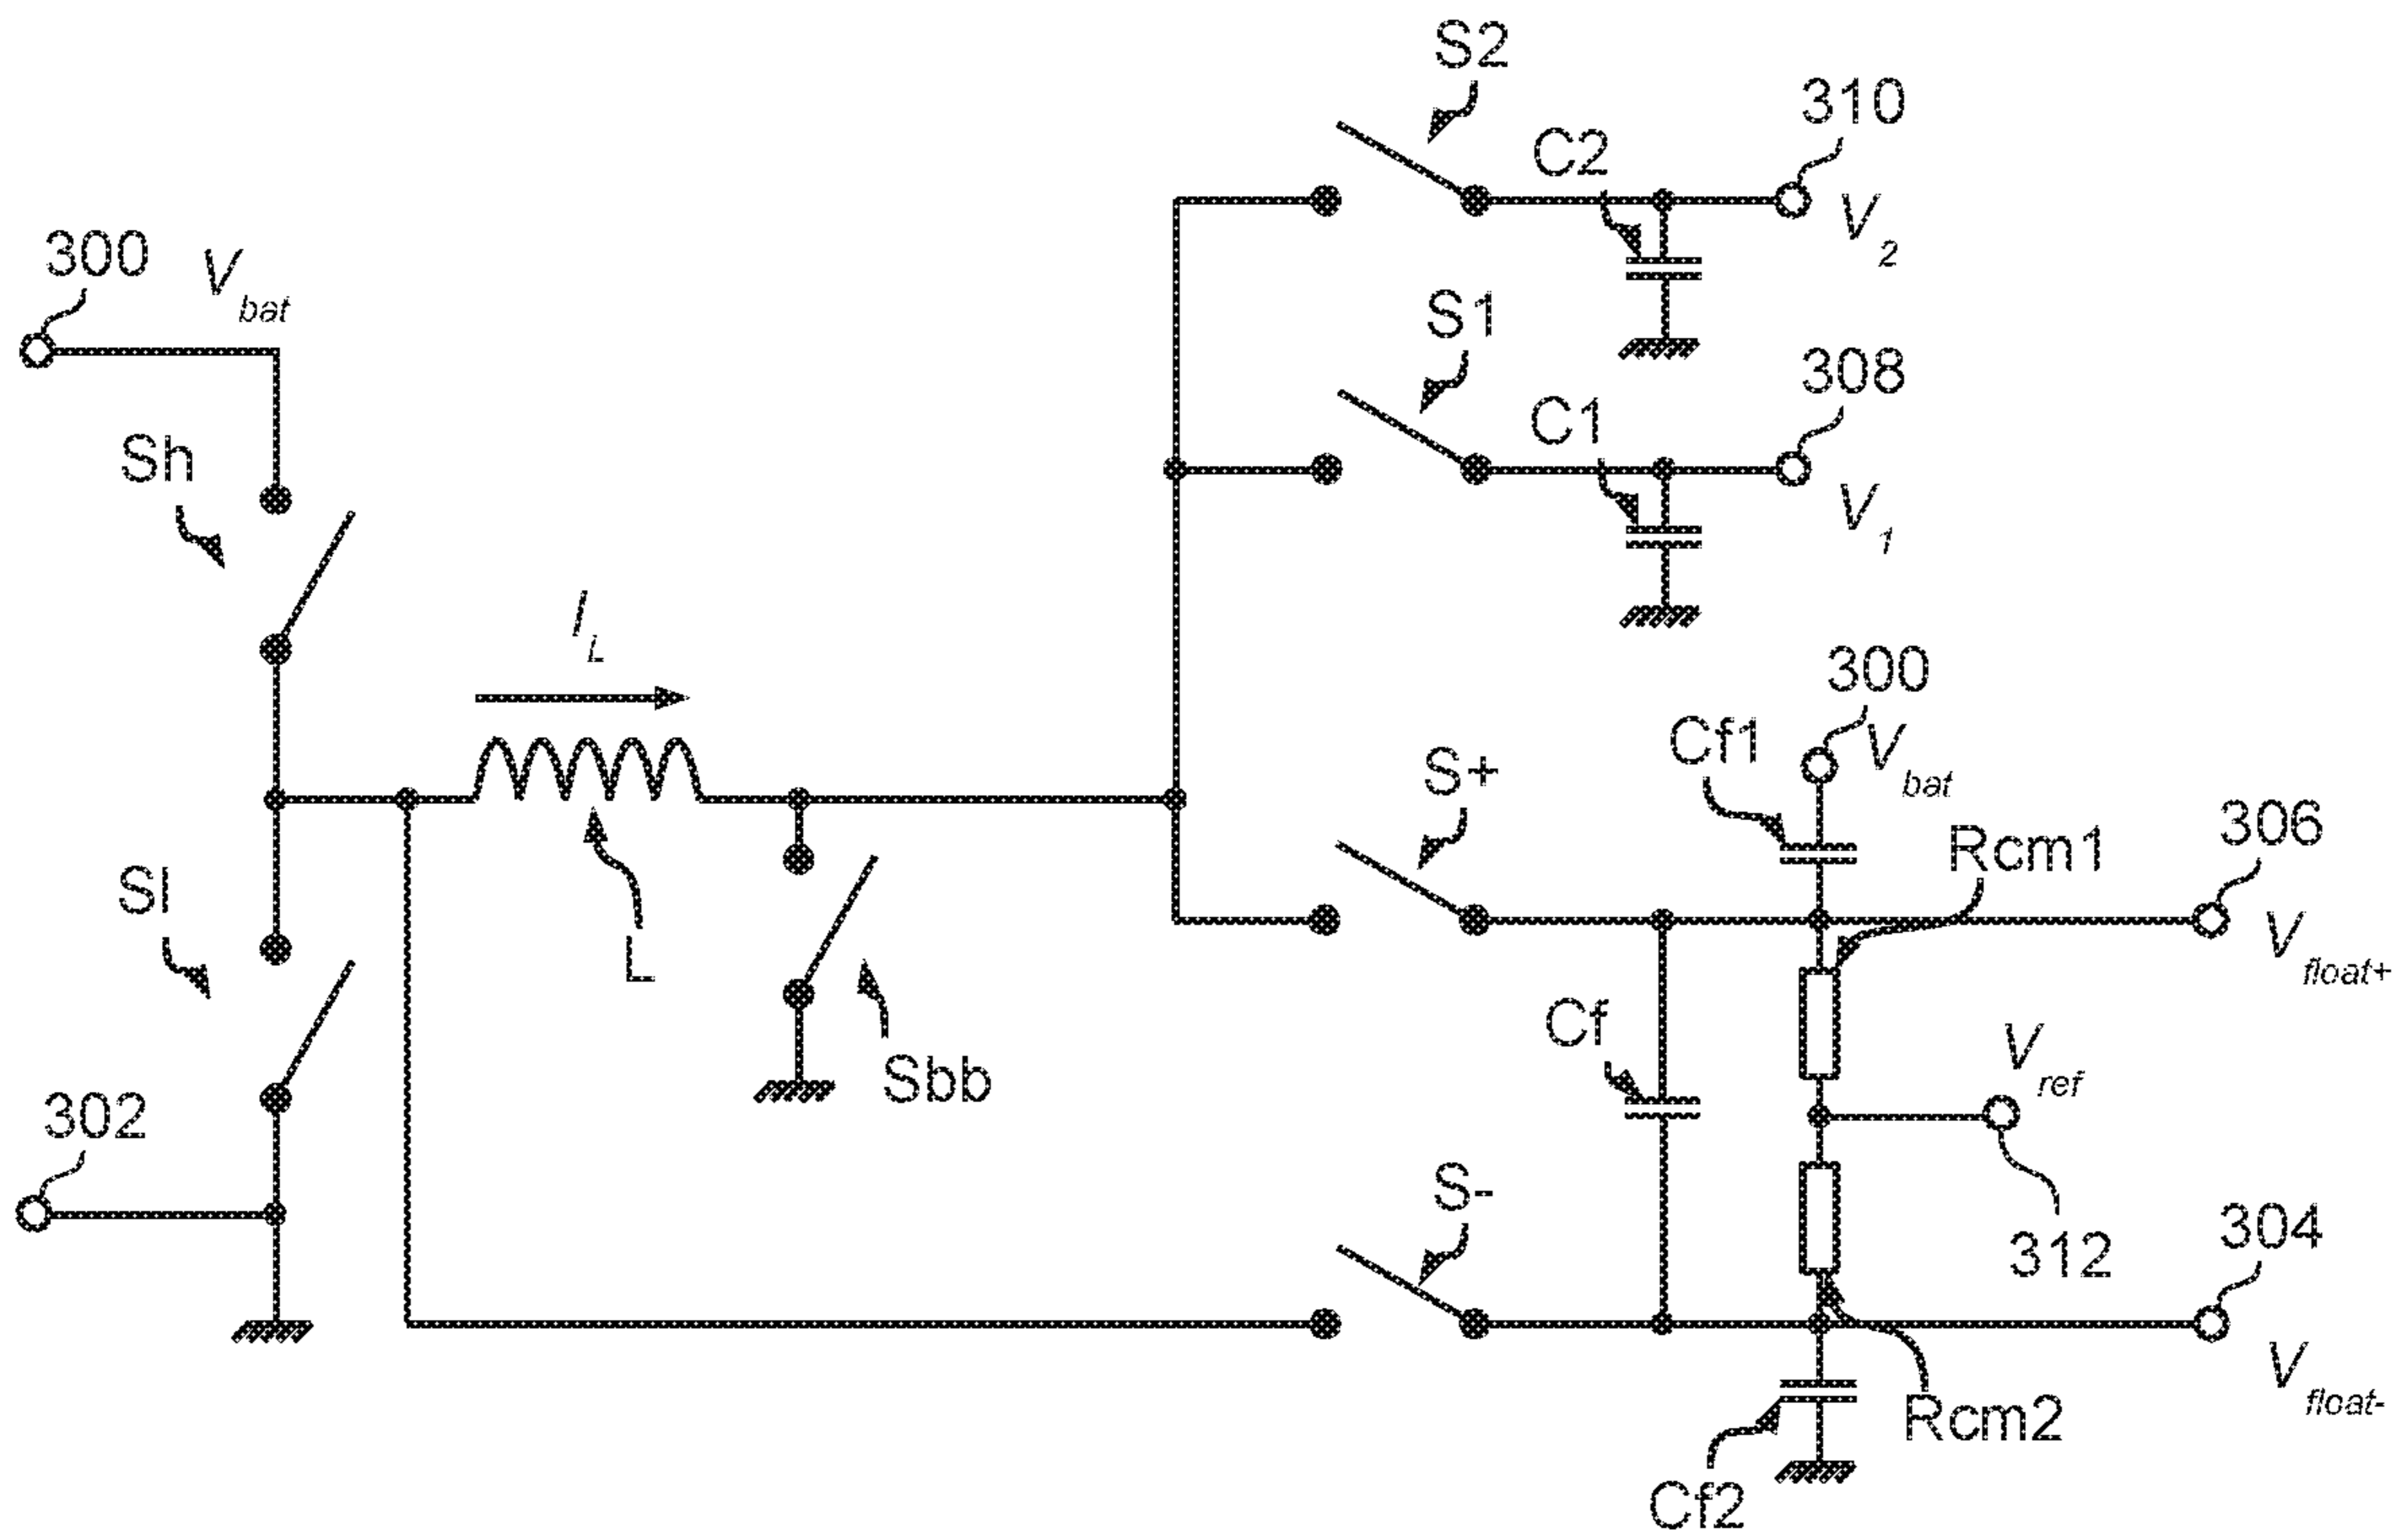 S2
310
C2
V2
300
Vbat
S1
308
C1
V1
Sh
IL
300
Cf1
Vbat
S+
306
Rcm1
Sl
L
Vfloat+
Cf
Vref
Sbb
302
S-
304
312
Vfloat-
Rcm2
Cf2